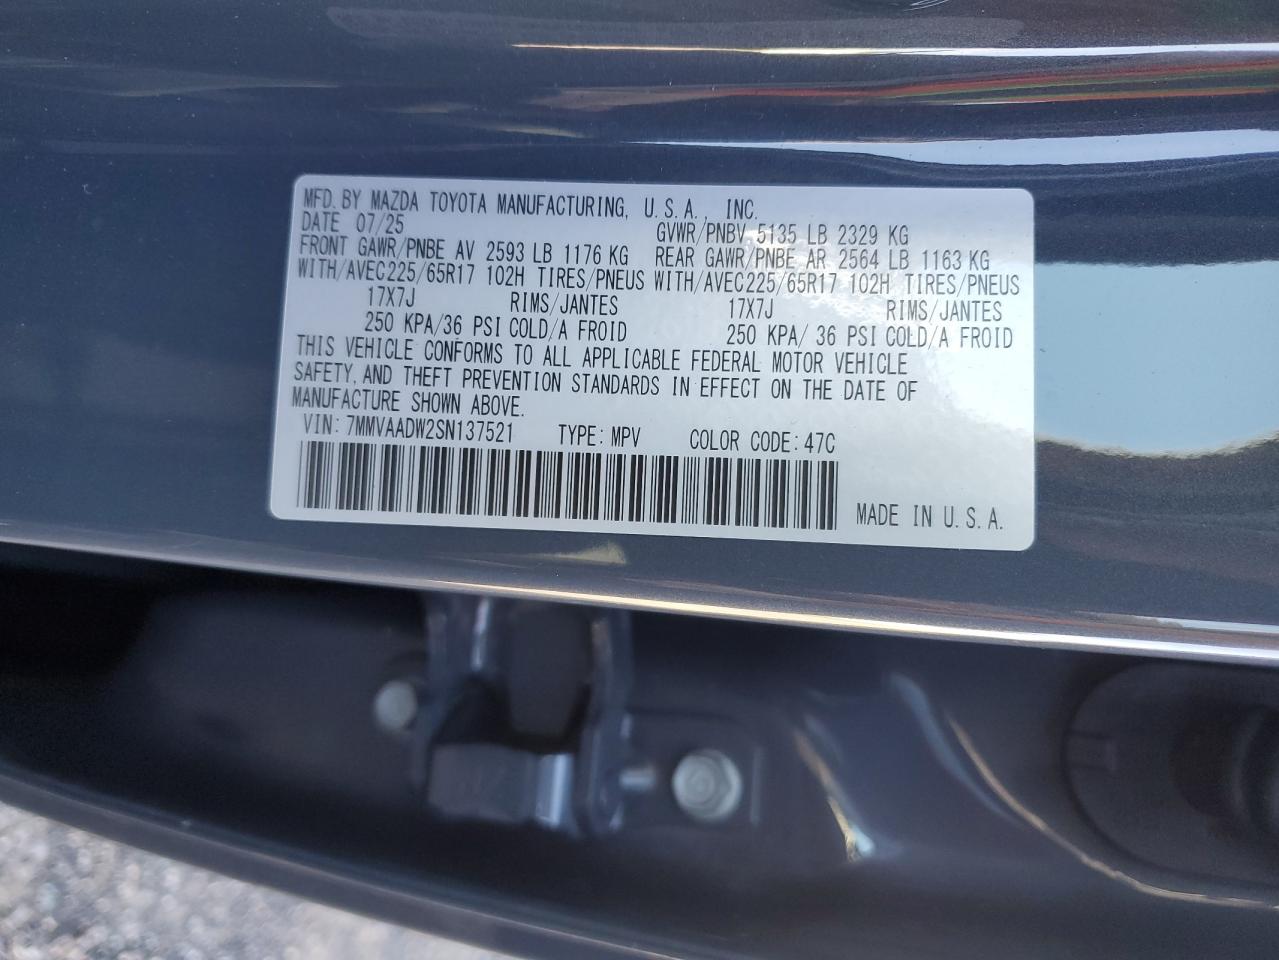 MFD. BY MAZDA TOYOTA MANUFACTURING, U.S.A., INC.
DATE 07/25 GVWR/PNBV 5135 LB 2329 KG
FRONT GAWR/PNBE AV 2593 LB 1176 KG REAR GAWR/PNBE AR 2564 LB 1163 KG
WITH/AVEC225/65R17 102H TIRES/PNEUS WITH/AVEC225/65R17 102H TIRES/PNEUS
17X7J RIMS/JANTES 17X7J RIMS/JANTES
250 KPA/36 PSI COLD/A FROID 250 KPA/ 36 PSI COLD/A FROID
THIS VEHICLE CONFORMS TO ALL APPLICABLE FEDERAL MOTOR VEHICLE
SAFETY, AND THEFT PREVENTION STANDARDS IN EFFECT ON THE DATE OF
MANUFACTURE SHOWN ABOVE.
VIN: 7MMVAADW2SN137521 TYPE: MPV COLOR CODE: 47C
MADE IN U.S.A.